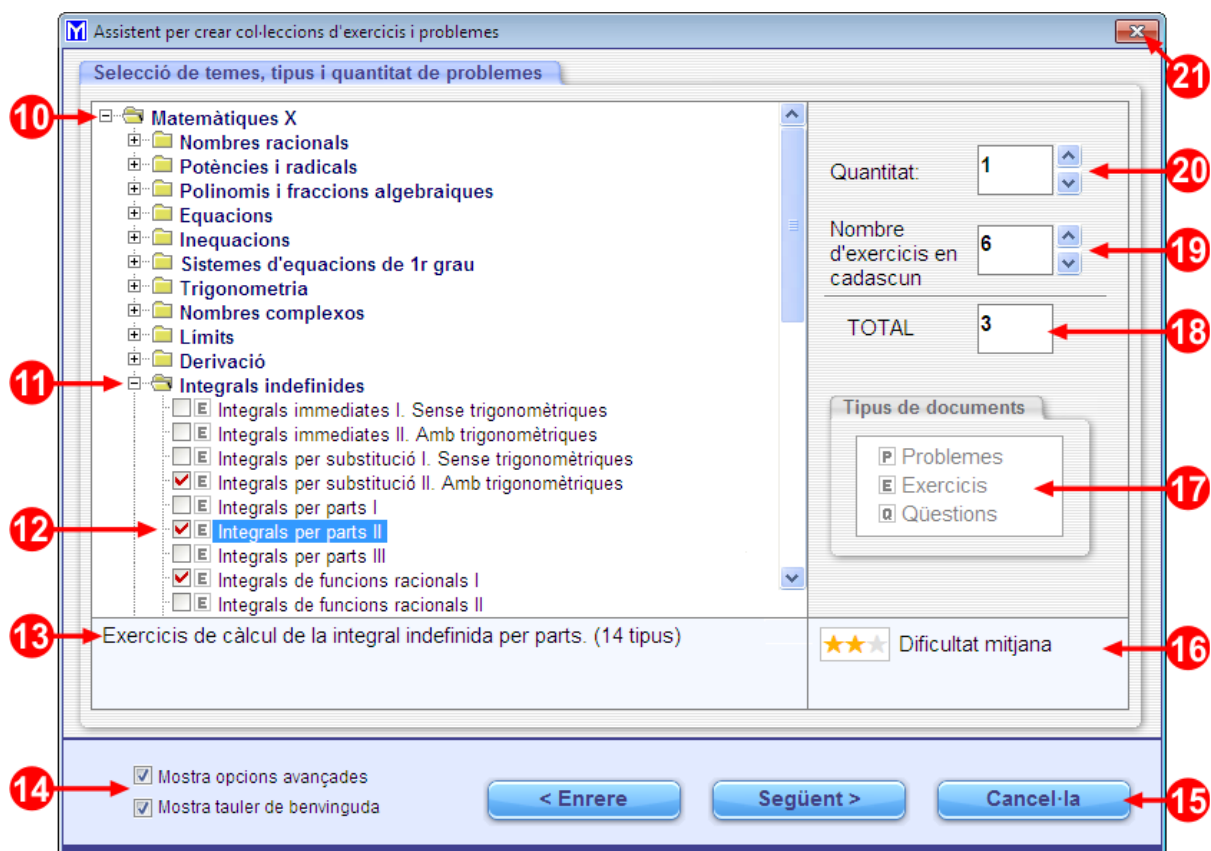 Assistent per crear col·leccions d'exercicis i problemes
21
Selecció de temes, tipus i quantitat de problemes
10
Matemàtiques X
Nombres racionals
Potències i radicals
Polinomis i fraccions algebraiques
Equacions
Inequacions
Sistemes d'equacions de 1r grau
Trigonometria
Nombres complexos
Límits
Derivació
11
Integrals indefinides
E Integrals immediates I. Sense trigonomètriques
E Integrals immediates II. Amb trigonomètriques
E Integrals per substitució I. Sense trigonomètriques
E Integrals per substitució II. Amb trigonomètriques
E Integrals per parts I
12
E Integrals per parts II
E Integrals per parts III
E Integrals de funcions racionals I
E Integrals de funcions racionals II
Quantitat:
1
20
Nombre
d'exercicis en
cadascun
6
19
TOTAL
3
18
Tipus de documents
P Problemes
E Exercicis
17
Q Qüestions
13
Exercicis de càlcul de la integral indefinida per parts. (14 tipus)
Dificultat mitjana
16
14
Mostra opcions avançades
Mostra tauler de benvinguda
< Enrere
Següent >
Cancel·la
15